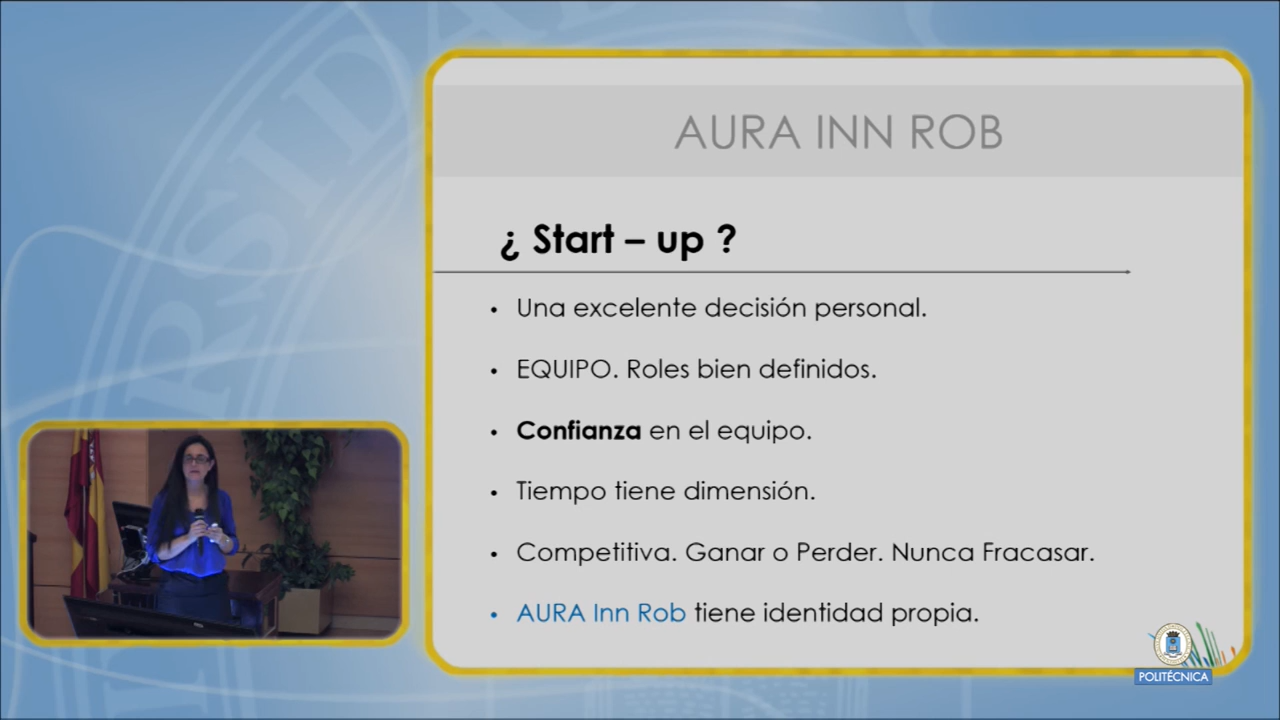 AURA INN ROB
¿ Start – up ?
• Una excelente decisión personal.
• EQUIPO. Roles bien definidos.
• Confianza en el equipo.
• Tiempo tiene dimensión.
• Competitiva. Ganar o Perder. Nunca Fracasar.
• AURA Inn Rob tiene identidad propia.
POLITÉCNICA